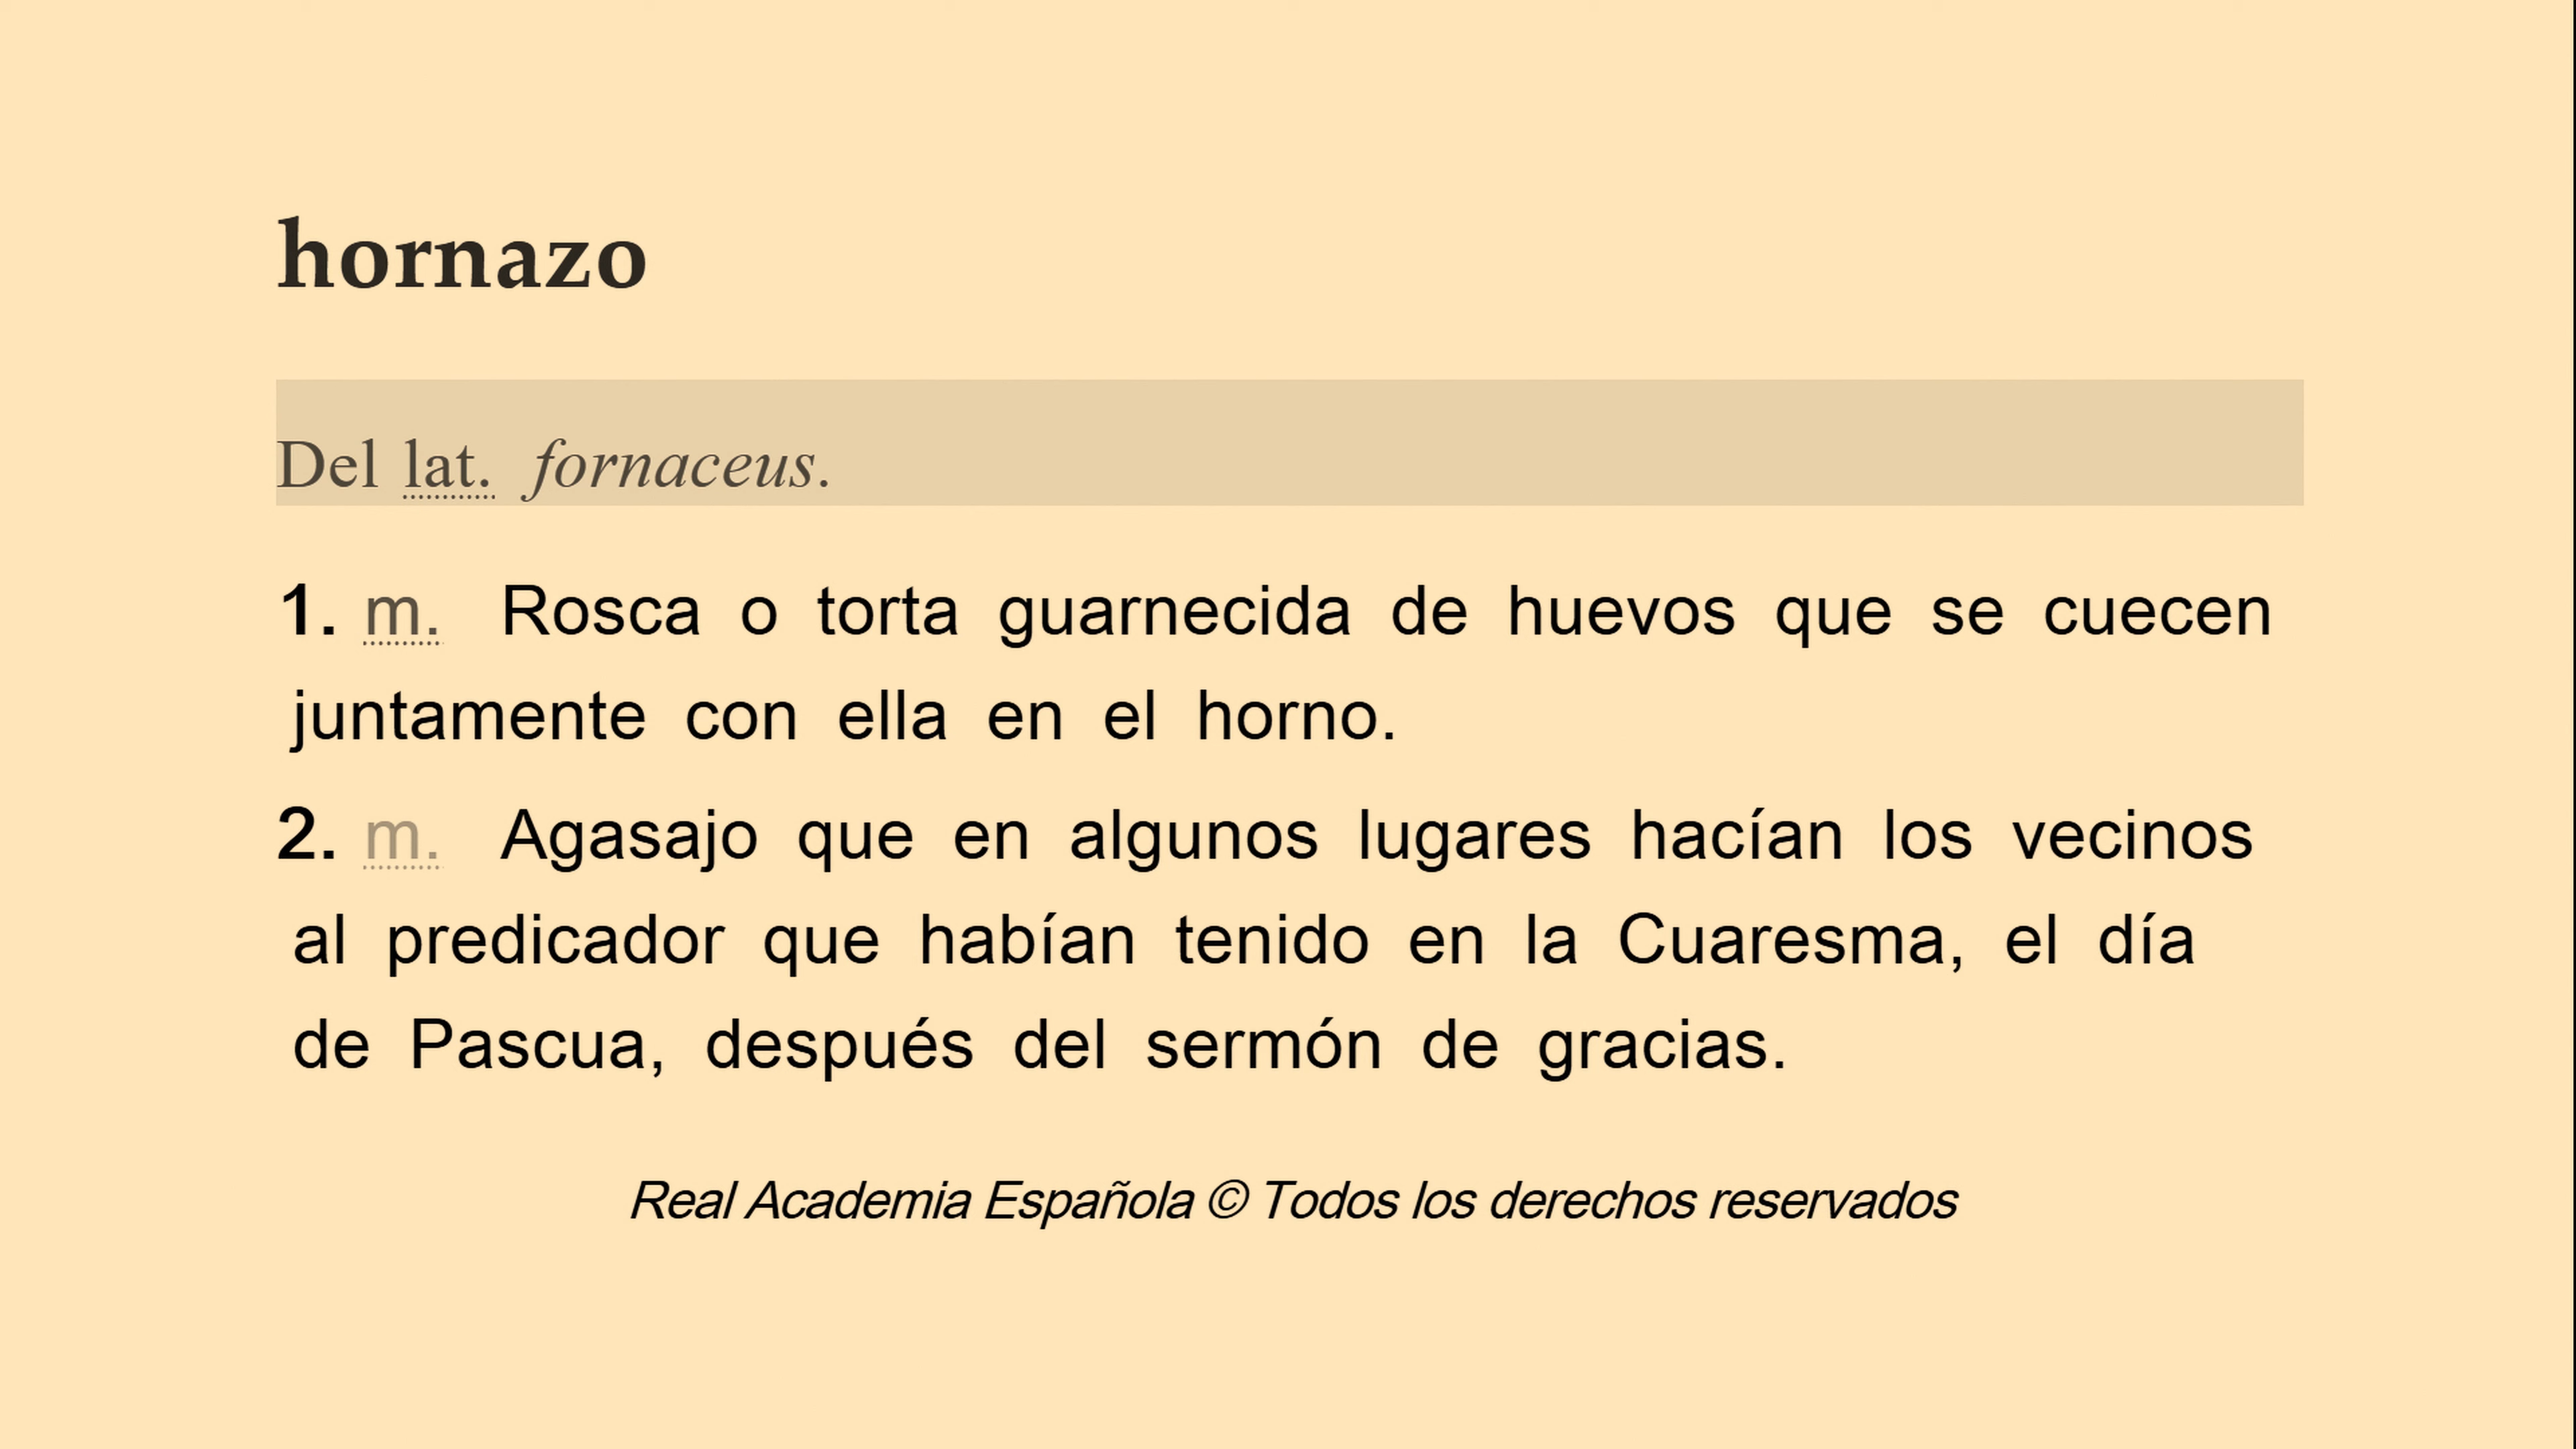 hornazo
Del lat. fornaceus.
1. m. Rosca o torta guarnecida de huevos que se cuecen
juntamente con ella en el horno.
2. m. Agasajo que en algunos lugares hacían los vecinos
al predicador que habían tenido en la Cuaresma, el día
de Pascua, después del sermón de gracias.
Real Academia Española © Todos los derechos reservados